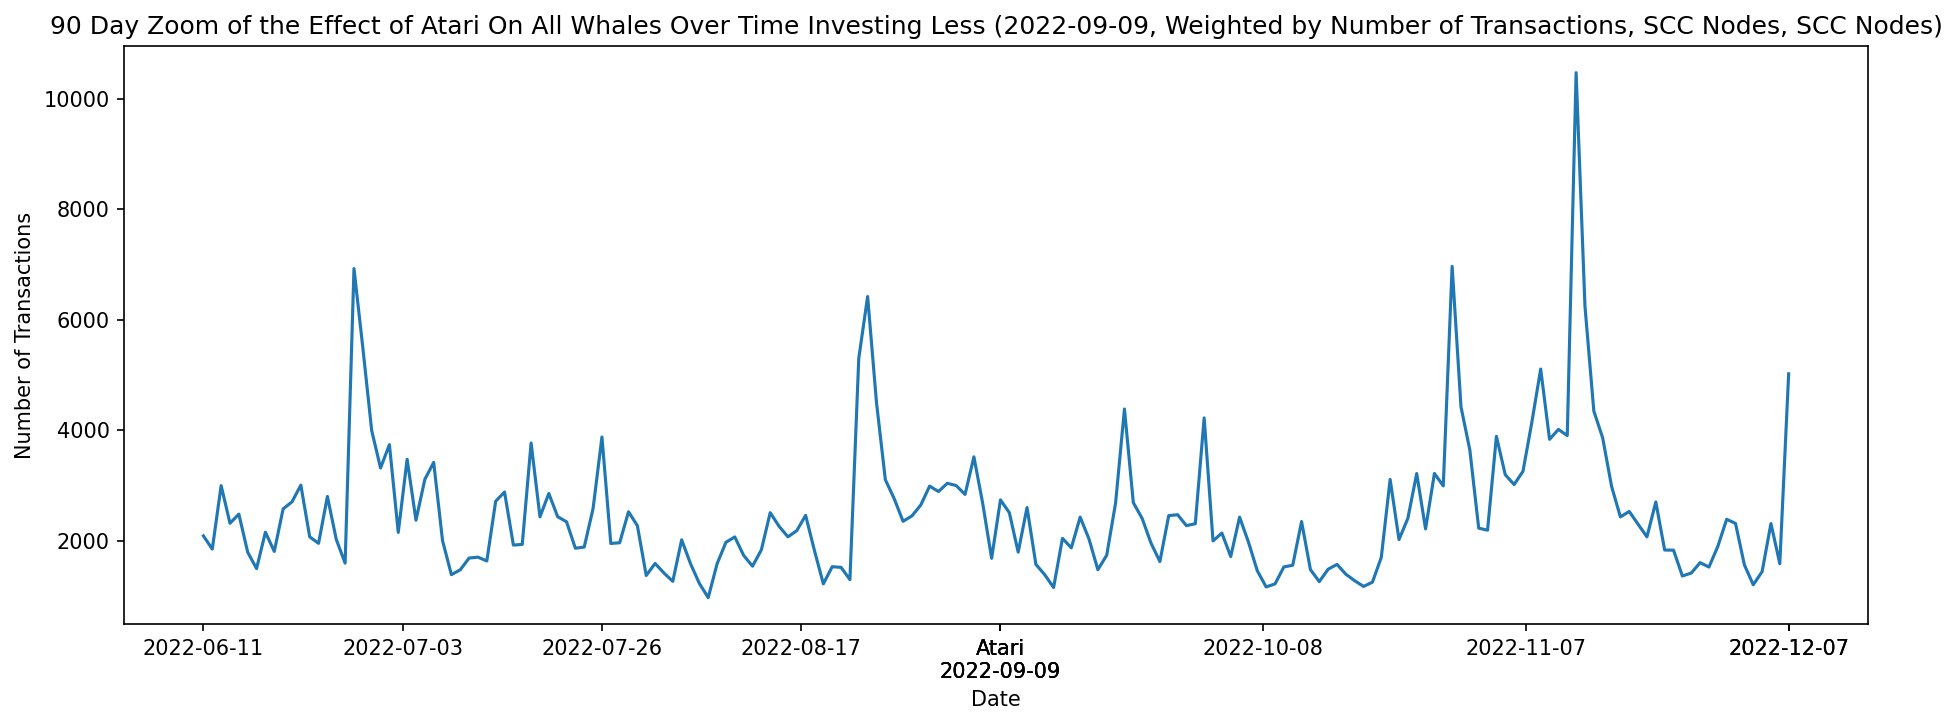 90 Day Zoom of the Effect of Atari On All Whales Over Time Investing Less (2022-09-09, Weighted by Number of Transactions, SCC Nodes, SCC Nodes)
Number of Transactions
10000
8000
6000
4000
2000
2022-06-11 2022-07-03 2022-07-26 2022-08-17 Atari 2022-10-08 2022-11-07 2022-12-07
2022-09-09
Date